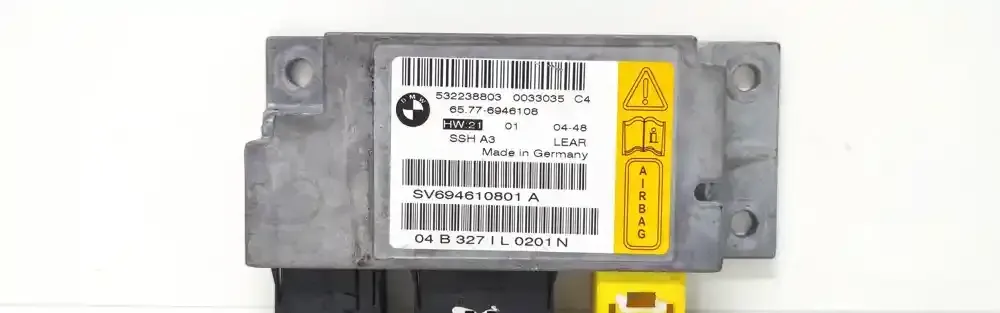 532238803 0033035 C4
BMW
65.77-6946108
HW:21 01 04-48
SSH A3 LEAR
Made in Germany
SV694610801 A
04 B 327 I L 0201 N
AIRBAG